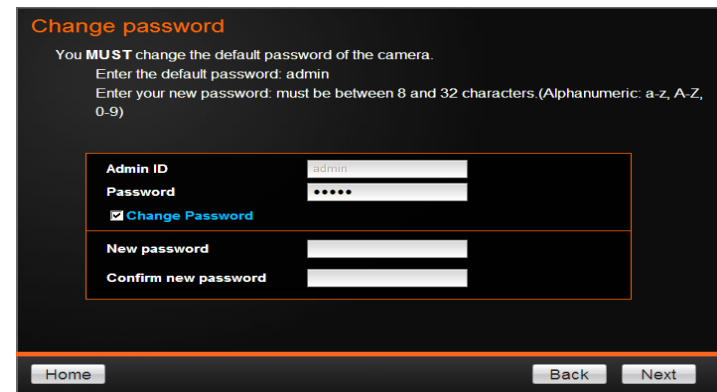 Change password
You MUST change the default password of the camera.
Enter the default password: admin
Enter your new password: must be between 8 and 32 characters.(Alphanumeric: a-z, A-Z,
0-9)
Admin ID admin
Password •••••
Change Password
New password
Confirm new password
Home Back Next